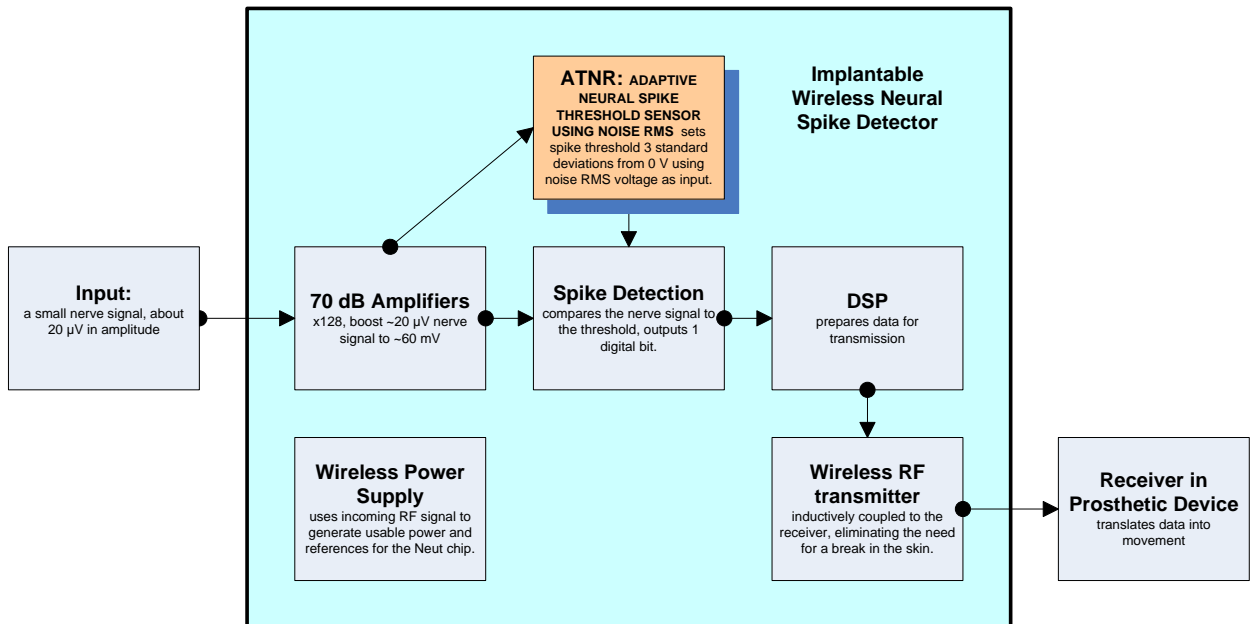 ATNR: ADAPTIVE
NEURAL SPIKE
THRESHOLD SENSOR
USING NOISE RMS sets
spike threshold 3 standard
deviations from 0 V using
noise RMS voltage as input.
Implantable
Wireless Neural
Spike Detector
Input:
a small nerve signal, about
20 µV in amplitude
70 dB Amplifiers
x128, boost ~20 µV nerve
signal to ~60 mV
Spike Detection
compares the nerve signal to
the threshold, outputs 1
digital bit.
DSP
prepares data for
transmission
Wireless Power
Supply
uses incoming RF signal to
generate usable power and
references for the Neut chip.
Wireless RF
transmitter
inductively coupled to the
receiver, eliminating the need
for a break in the skin.
Receiver in
Prosthetic Device
translates data into
movement